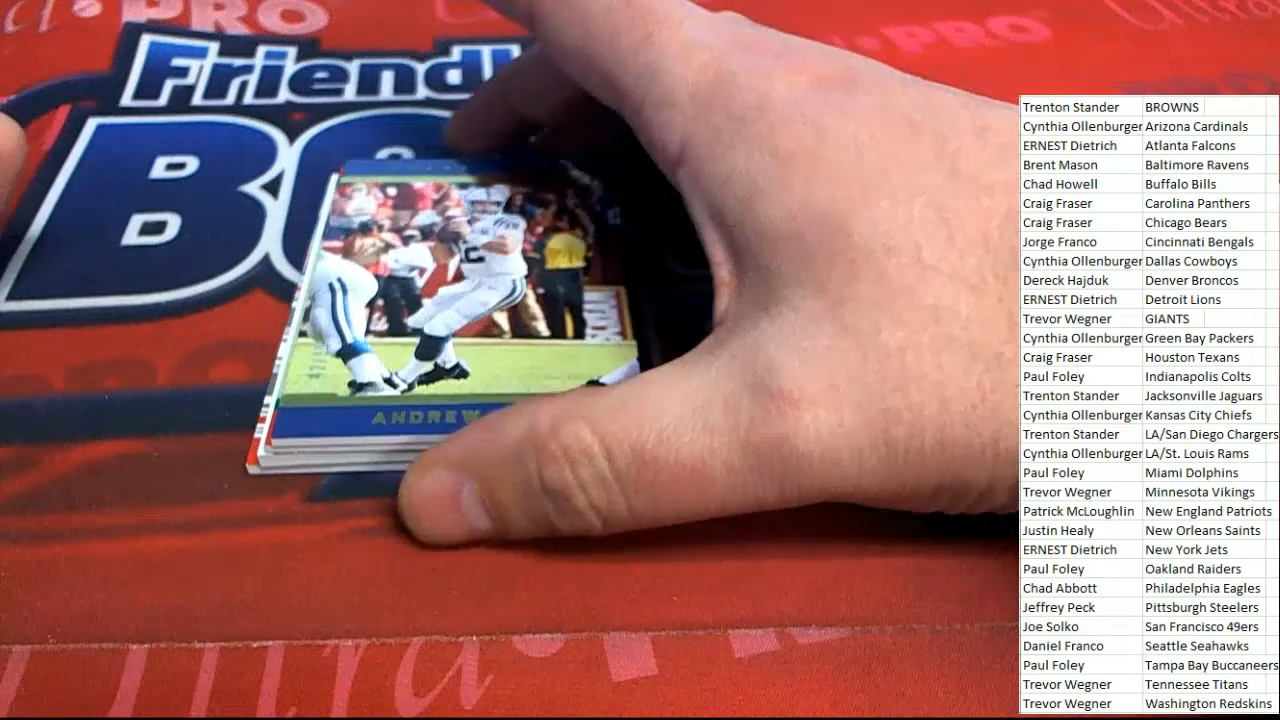 PRO
Ultra PRO
Friendl
BO
ANDREW
Ultra PRO
Trenton Stander BROWNS
Cynthia Ollenburger Arizona Cardinals
ERNEST Dietrich Atlanta Falcons
Brent Mason Baltimore Ravens
Chad Howell Buffalo Bills
Craig Fraser Carolina Panthers
Craig Fraser Chicago Bears
Jorge Franco Cincinnati Bengals
Cynthia Ollenburger Dallas Cowboys
Dereck Hajduk Denver Broncos
ERNEST Dietrich Detroit Lions
Trevor Wegner GIANTS
Cynthia Ollenburger Green Bay Packers
Craig Fraser Houston Texans
Paul Foley Indianapolis Colts
Trenton Stander Jacksonville Jaguars
Cynthia Ollenburger Kansas City Chiefs
Trenton Stander LA/San Diego Chargers
Cynthia Ollenburger LA/St. Louis Rams
Paul Foley Miami Dolphins
Trevor Wegner Minnesota Vikings
Patrick McLoughlin New England Patriots
Justin Healy New Orleans Saints
ERNEST Dietrich New York Jets
Paul Foley Oakland Raiders
Chad Abbott Philadelphia Eagles
Jeffrey Peck Pittsburgh Steelers
Joe Solko San Francisco 49ers
Daniel Franco Seattle Seahawks
Paul Foley Tampa Bay Buccaneers
Trevor Wegner Tennessee Titans
Trevor Wegner Washington Redskins